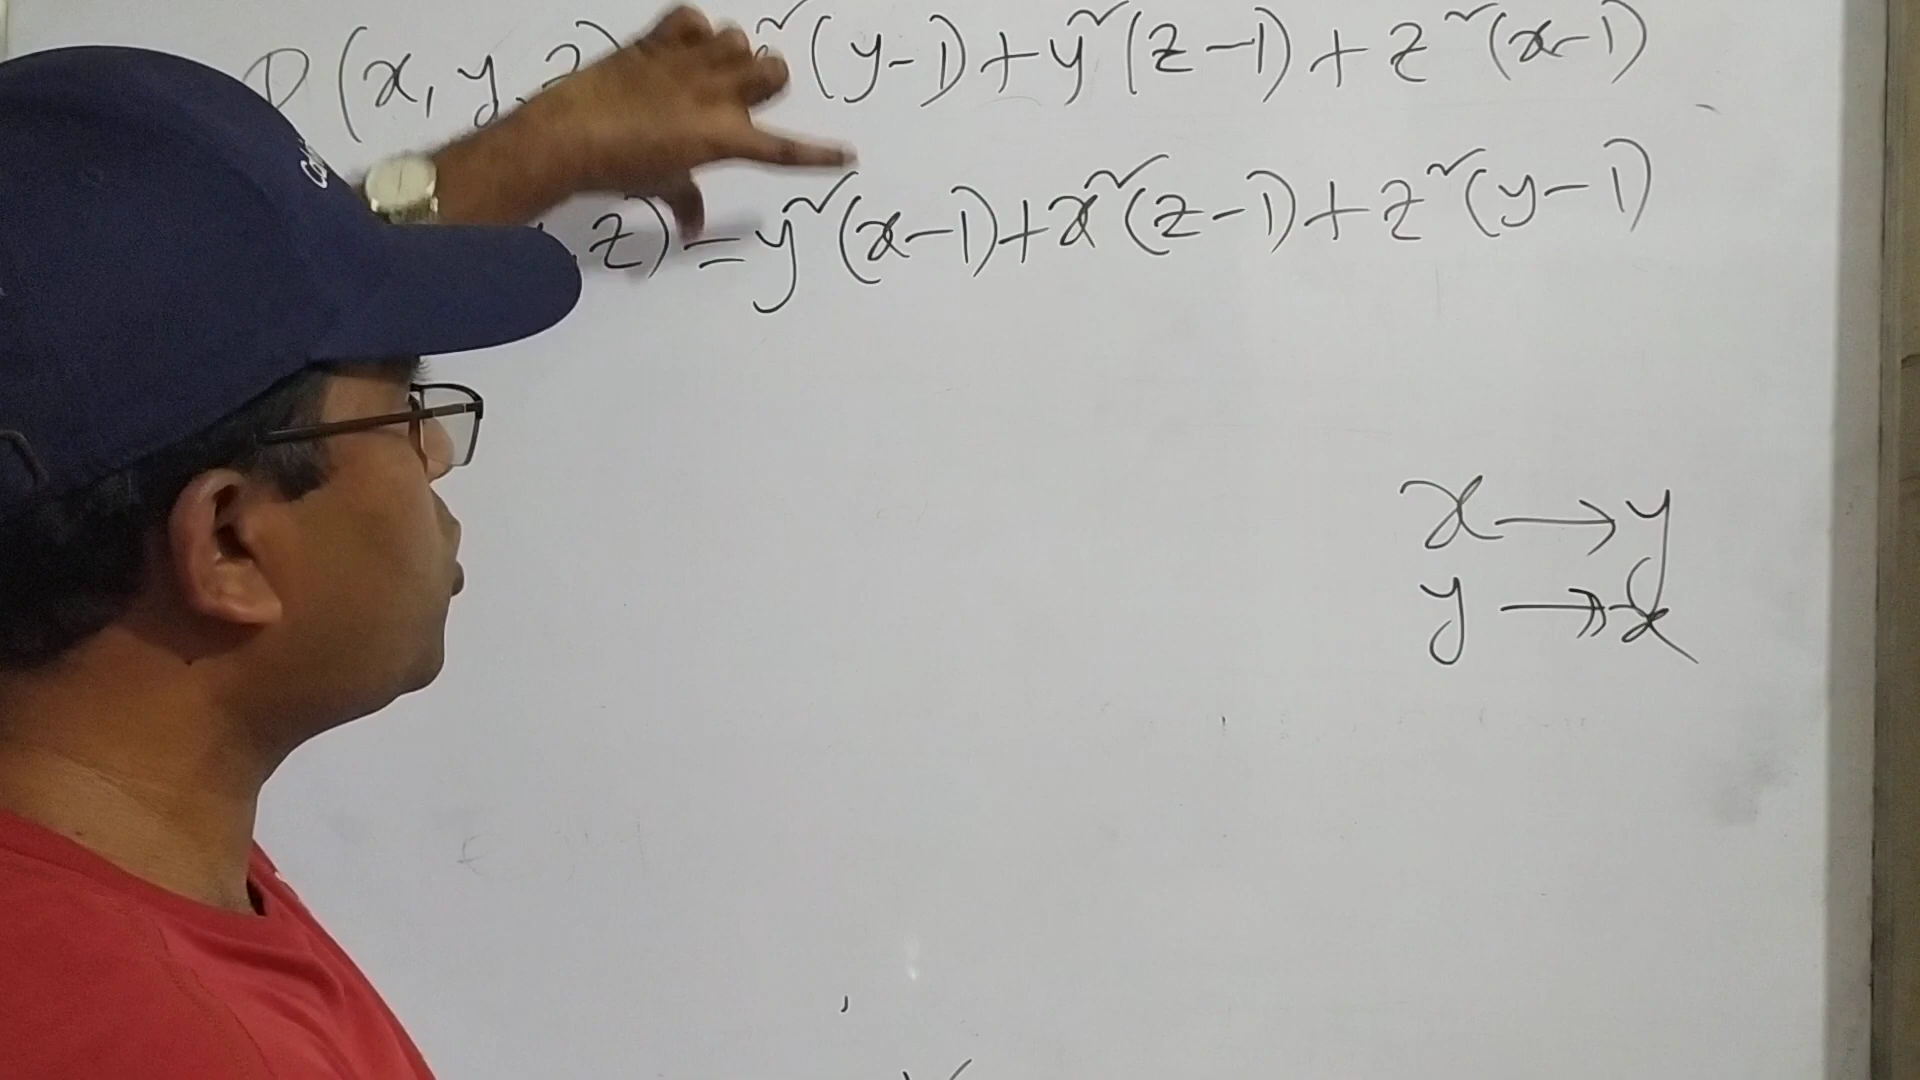 P(x, y, z) x²(y-1)+y²(z-1)+z²(x-1)
, z)=y²(x-1)+x²(z-1)+z²(y-1)
x→y
y→x